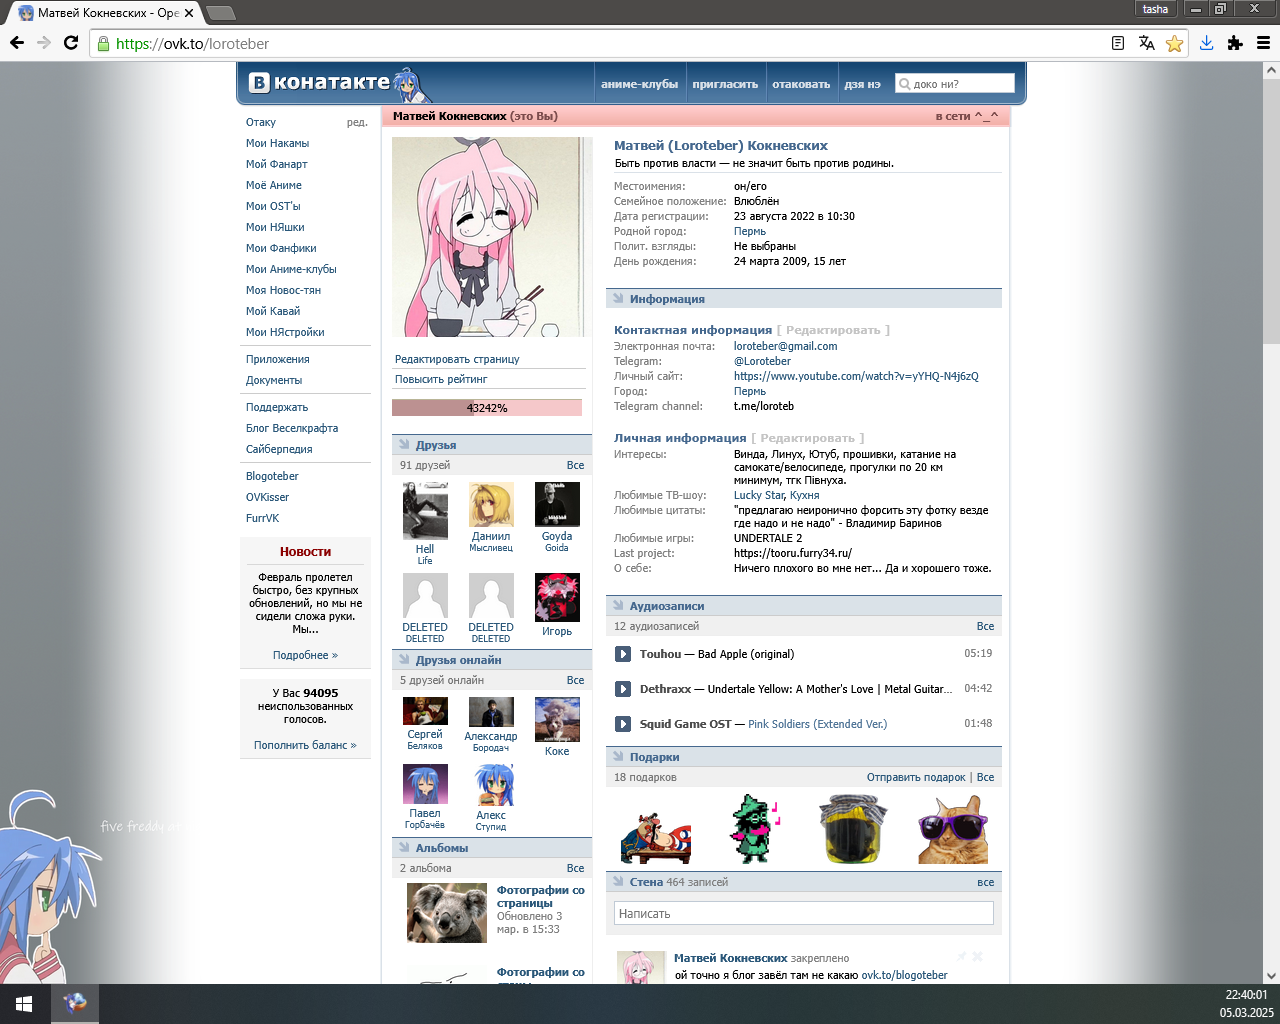 Матвей Кокневских - Ope
tasha
https://ovk.to/loroteber
В конатакте
аниме-клубы
пригласить
отаковать
дзя нэ
доко ни?
Отаку
ред.
Мои Накамы
Мой Фанарт
Моё Аниме
Мои OST'ы
Мои НЯшки
Мои Фанфики
Мои Аниме-клубы
Моя Новос-тян
Мой Кавай
Мои НЯстройки
Приложения
Документы
Поддержать
Блог Веселкрафта
Сайберпедия
Blogoteber
OVKisser
FurrVK
Новости
Февраль пролетел
быстро, без крупных
обновлений, но мы не
сидели сложа руки.
Мы...
Подробнее »
У Вас 94095
неиспользованных
голосов.
Пополнить баланс »
five freddy
Матвей Кокневских (это Вы)
в сети ^_^
Редактировать страницу
Повысить рейтинг
43242%
Друзья
91 друзей
Все
Hell
Life
Даниил
Мысливец
Goyda
Goida
DELETED
DELETED
DELETED
DELETED
Игорь
Друзья онлайн
5 друзей онлайн
Все
Сергей
Беляков
Александр
Бородач
Коке
Павел
Горбачёв
Алекс
Ступид
Альбомы
2 альбома
Все
Фотографии со
страницы
Обновлено 3
мар. в 15:33
Фотографии со
Матвей (Loroteber) Кокневских
Быть против власти — не значит быть против родины.
Местоимения: он/его
Семейное положение: Влюблён
Дата регистрации: 23 августа 2022 в 10:30
Родной город: Пермь
Полит. взгляды: Не выбраны
День рождения: 24 марта 2009, 15 лет
Информация
Контактная информация [ Редактировать ]
Электронная почта: loroteber@gmail.com
Telegram: @Loroteber
Личный сайт: https://www.youtube.com/watch?v=yYHQ-N4j6zQ
Город: Пермь
Telegram channel: t.me/loroteb
Личная информация [ Редактировать ]
Интересы: Винда, Линух, Ютуб, прошивки, катание на
самокате/велосипеде, прогулки по 20 км
минимум, тгк Півнуха.
Любимые ТВ-шоу: Lucky Star, Кухня
Любимые цитаты: "предлагаю неиронично форсить эту фотку везде
где надо и не надо" - Владимир Баринов
Любимые игры: UNDERTALE 2
Last project: https://tooru.furry34.ru/
О себе: Ничего плохого во мне нет... Да и хорошего тоже.
Аудиозаписи
12 аудиозаписей
Все
Touhou — Bad Apple (original) 05:19
Dethraxx — Undertale Yellow: A Mother's Love | Metal Guitar... 04:42
Squid Game OST — Pink Soldiers (Extended Ver.) 01:48
Подарки
18 подарков
Отправить подарок | Все
Стена 464 записей
все
Написать
Матвей Кокневских закреплено
ой точно я блог завёл там не какаю ovk.to/blogoteber
22:40:01
05.03.2025